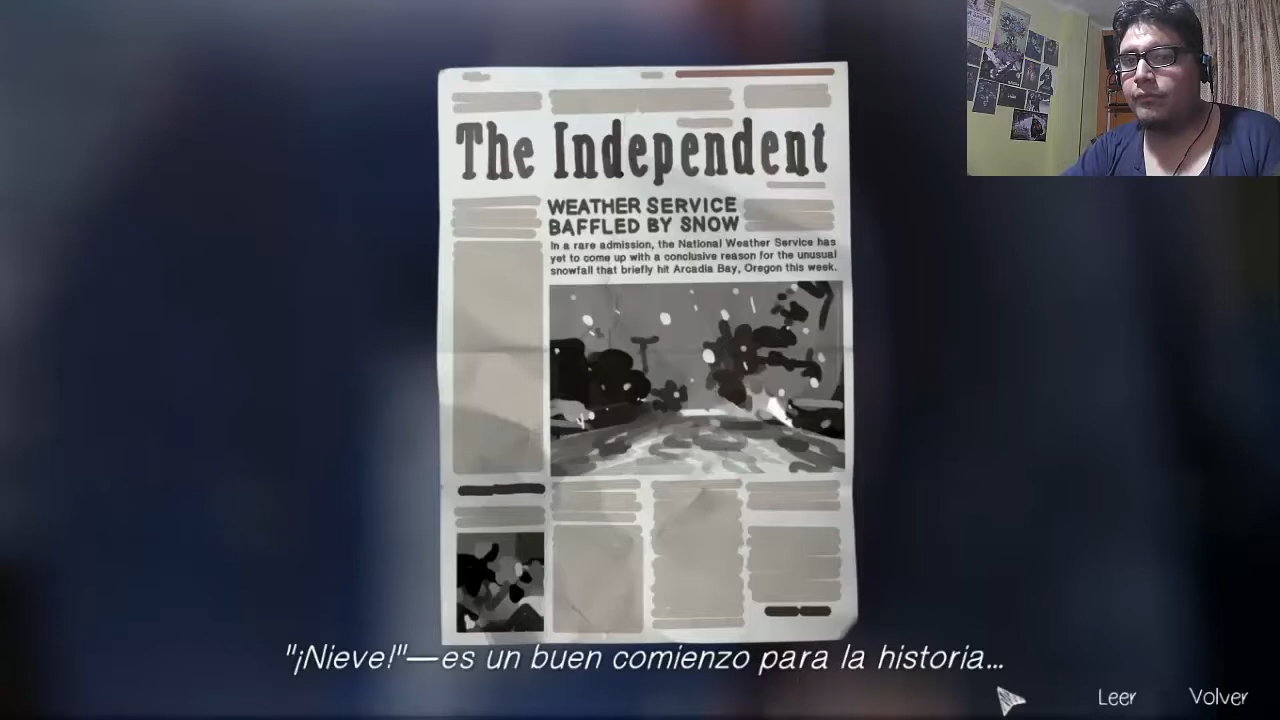 The Independent
WEATHER SERVICE
BAFFLED BY SNOW
In a rare admission, the National Weather Service has
yet to come up with a conclusive reason for the unusual
snowfall that briefly hit Arcadia Bay, Oregon this week.
"¡Nieve!"—es un buen comienzo para la historia...
Leer Volver